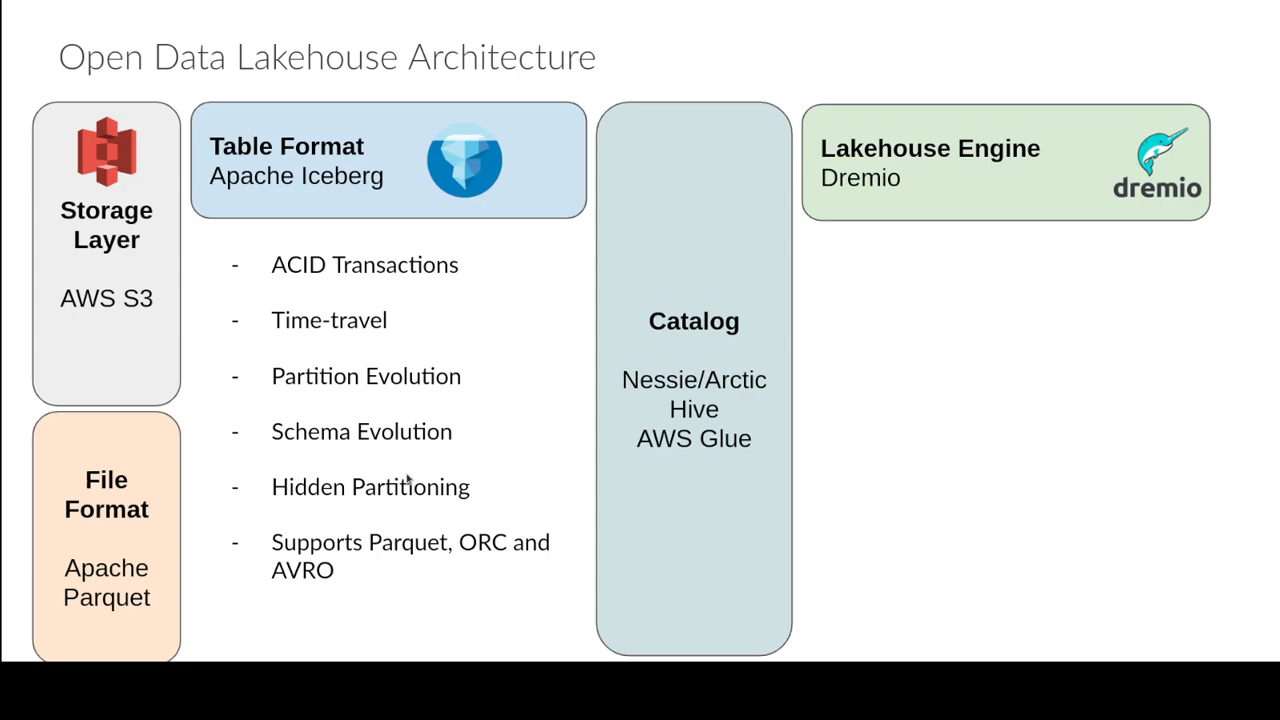 Open Data Lakehouse Architecture
Storage
Layer
AWS S3
File
Format
Apache
Parquet
Table Format
Apache Iceberg
- ACID Transactions
- Time-travel
- Partition Evolution
- Schema Evolution
- Hidden Partitioning
- Supports Parquet, ORC and
AVRO
Catalog
Nessie/Arctic
Hive
AWS Glue
Lakehouse Engine
Dremio
dremio